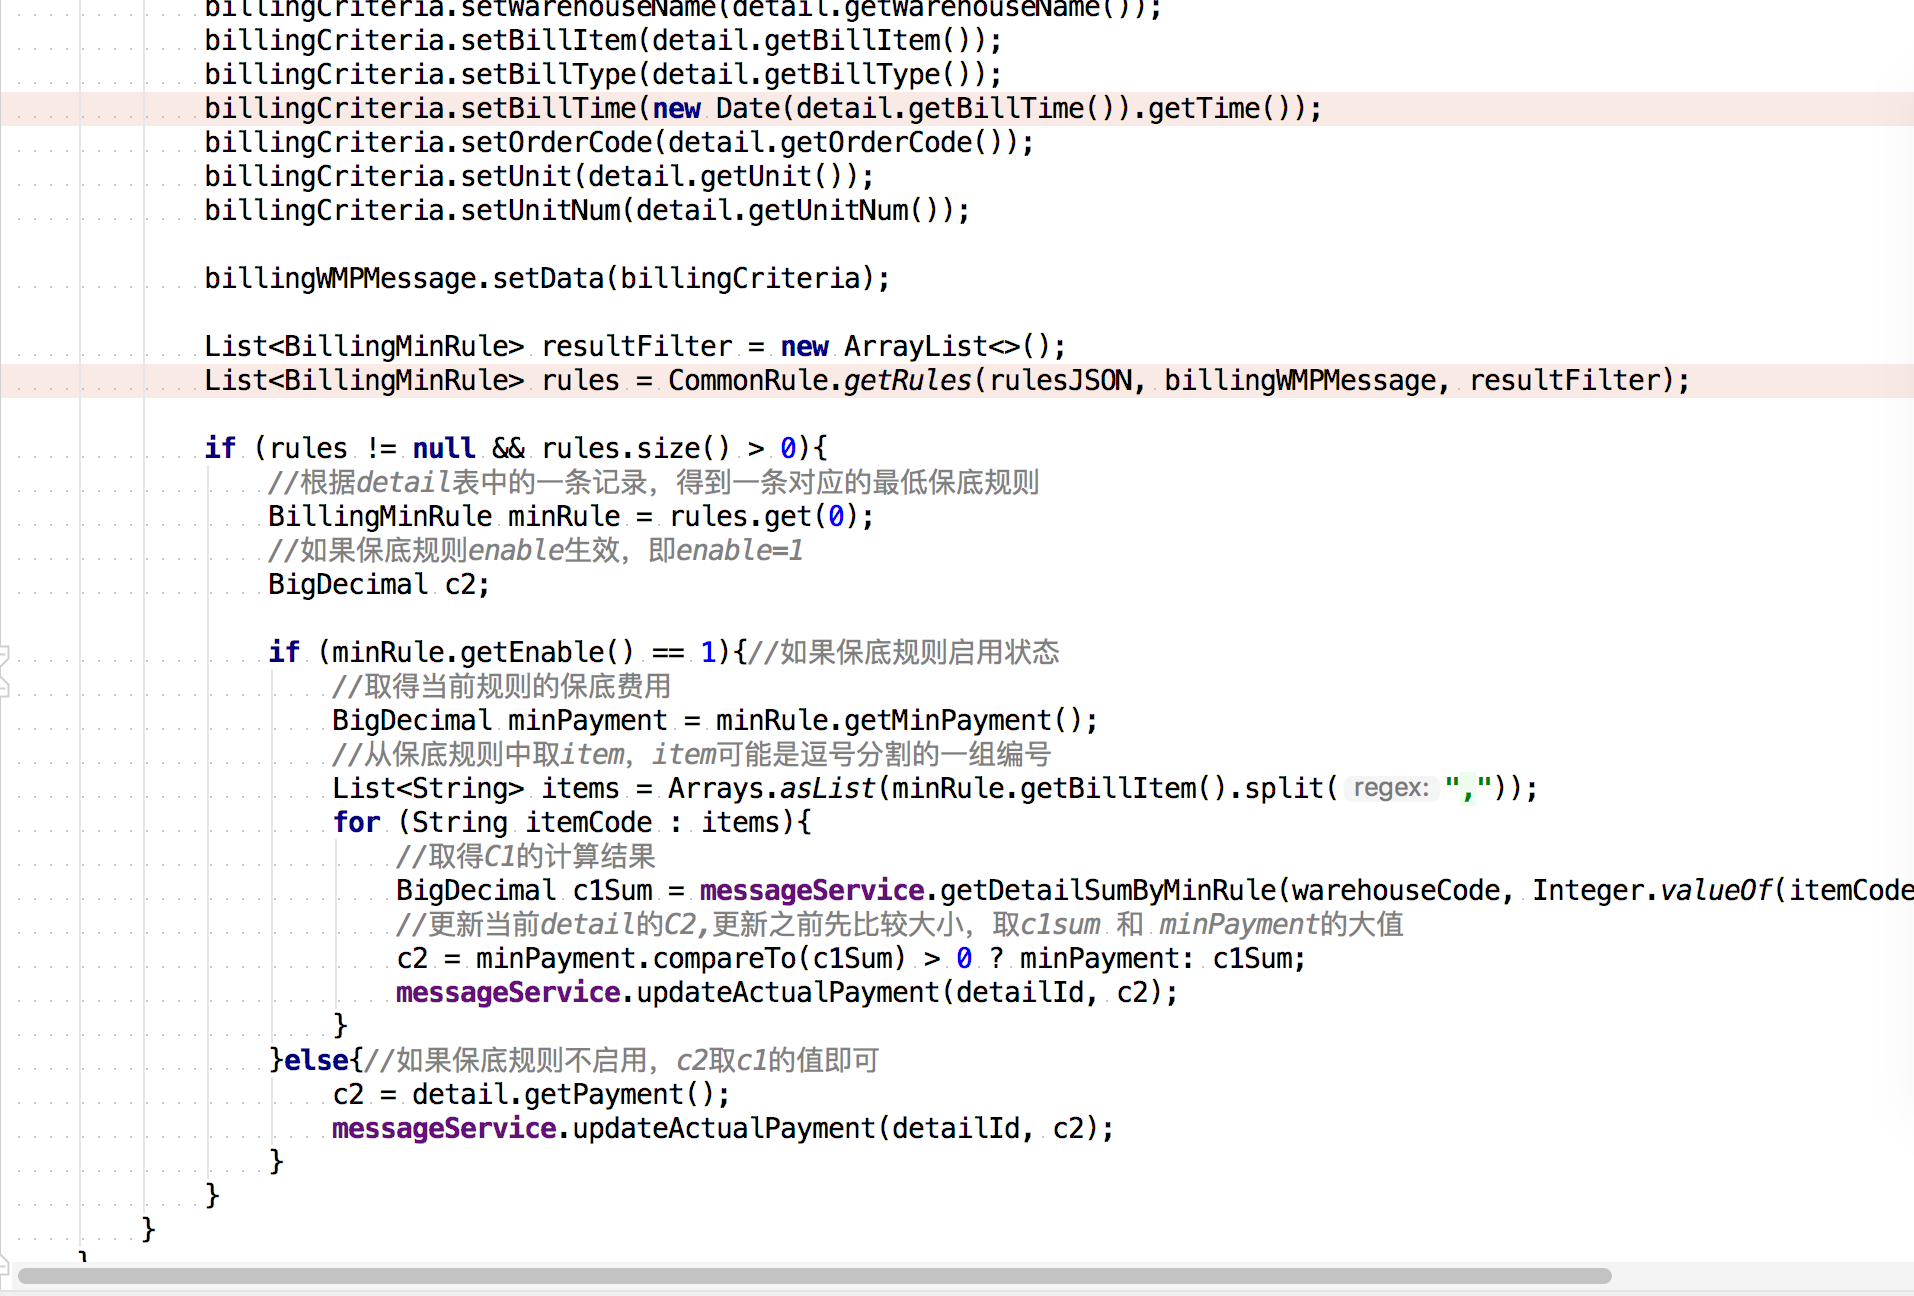 billingCriteria.setWarehouseName(detail.getWarehouseName());
billingCriteria.setBillItem(detail.getBillItem());
billingCriteria.setBillType(detail.getBillType());
billingCriteria.setBillTime(new Date(detail.getBillTime()).getTime());
billingCriteria.setOrderCode(detail.getOrderCode());
billingCriteria.setUnit(detail.getUnit());
billingCriteria.setUnitNum(detail.getUnitNum());
billingWMPMessage.setData(billingCriteria);
List<BillingMinRule> resultFilter = new ArrayList<>();
List<BillingMinRule> rules = CommonRule.getRules(rulesJSON, billingWMPMessage, resultFilter);
if (rules != null && rules.size() > 0){
//根据detail表中的一条记录，得到一条对应的最低保底规则
BillingMinRule minRule = rules.get(0);
//如果保底规则enable生效，即enable=1
BigDecimal c2;
if (minRule.getEnable() == 1){//如果保底规则启用状态
//取得当前规则的保底费用
BigDecimal minPayment = minRule.getMinPayment();
//从保底规则中取item，item可能是逗号分割的一组编号
List<String> items = Arrays.asList(minRule.getBillItem().split( regex: ","));
for (String itemCode : items){
//取得C1的计算结果
BigDecimal c1Sum = messageService.getDetailSumByMinRule(warehouseCode, Integer.valueOf(itemCode
//更新当前detail的C2,更新之前先比较大小，取c1sum 和 minPayment的大值
c2 = minPayment.compareTo(c1Sum) > 0 ? minPayment: c1Sum;
messageService.updateActualPayment(detailId, c2);
}
}else{//如果保底规则不启用，c2取c1的值即可
c2 = detail.getPayment();
messageService.updateActualPayment(detailId, c2);
}
}
}
}